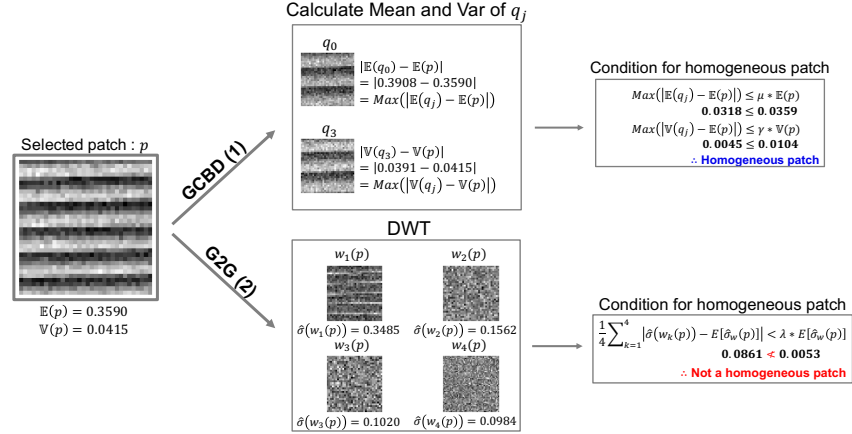 Calculate Mean and Var of q_j
q_0
|𝔼(q_0) − 𝔼(p)|
= |0.3908−0.3590|
= Max(|𝔼(q_j) − 𝔼(p)|)
q_3
|𝕍(q_3) − 𝕍(p)|
= |0.0391−0.0415|
= Max(|𝕍(q_j) − 𝕍(p)|)
Condition for homogeneous patch
Max(|𝔼(q_j) − 𝔼(p)|) ≤ μ ∗ 𝔼(p)
0.0318 ≤ 0.0359
Max(|𝕍(q_j) − 𝔼(p)|) ≤ γ ∗ 𝕍(p)
0.0045 ≤ 0.0104
∴ Homogeneous patch
Selected patch : p
𝔼(p) = 0.3590
𝕍(p) = 0.0415
GCBD (1)
G2G (2)
DWT
w_1(p) w_2(p)
σ̂(w_1(p)) = 0.3485 σ̂(w_2(p)) = 0.1562
w_3(p) w_4(p)
σ̂(w_3(p)) = 0.1020 σ̂(w_4(p)) = 0.0984
Condition for homogeneous patch
1/4 ∑_{k=1}^{4} |σ̂(w_k(p)) − E[σ̂_w(p)]| < λ ∗ E[σ̂_w(p)]
0.0861 ≮ 0.0053
∴ Not a homogeneous patch